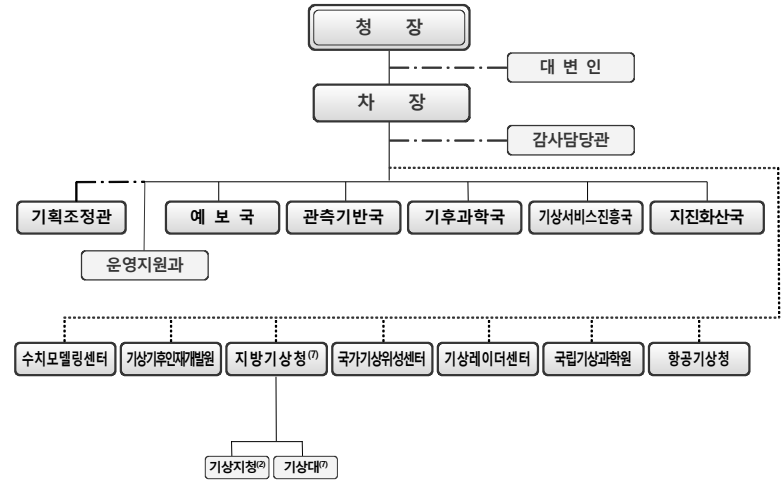 청 장
대 변 인
차 장
감사담당관
기획조정관
예 보 국
관측기반국
기후과학국
기상서비스진흥국
지진화산국
운영지원과
수치모델링센터
기상기후인재개발원
지방기상청(7)
국가기상위성센터
기상레이더센터
국립기상과학원
항공기상청
기상지청(2)
기상대(7)